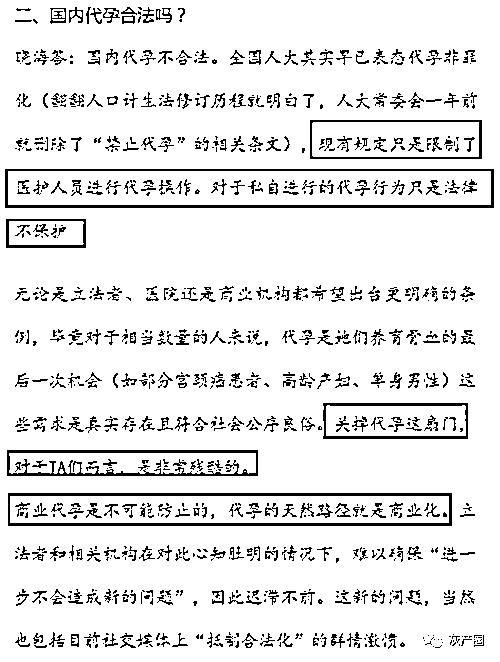 二、国内代孕合法吗？
晓海答：国内代孕不合法。全国人大其实早已表态代孕非罪
化（翻翻人口计生法修订历程就明白了，人大常委会一年前
就删除了“禁止代孕”的相关条文），现有规定只是限制了
医护人员进行代孕操作。对于私自进行的代孕行为只是法律
不保护
无论是立法者、医院还是商业机构都希望出台更明确的条
例，毕竟对于相当数量的人来说，代孕是她们养育骨血的最
后一次机会（如部分宫颈癌患者、高龄产妇、单身男性）这
些需求是真实存在且符合社会公序良俗。关掉代孕这扇门，
对于TA们而言，是非常残酷的。
商业代孕是不可能防止的，代孕的天然路径就是商业化。立
法者和相关机构在对此心知肚明的情况下，难以确保“进一
步不会造成新的问题”，因此迟滞不前。这新的问题，当然
也包括目前社交媒体上“抵制合法化”的群情激愤。
灰产圈